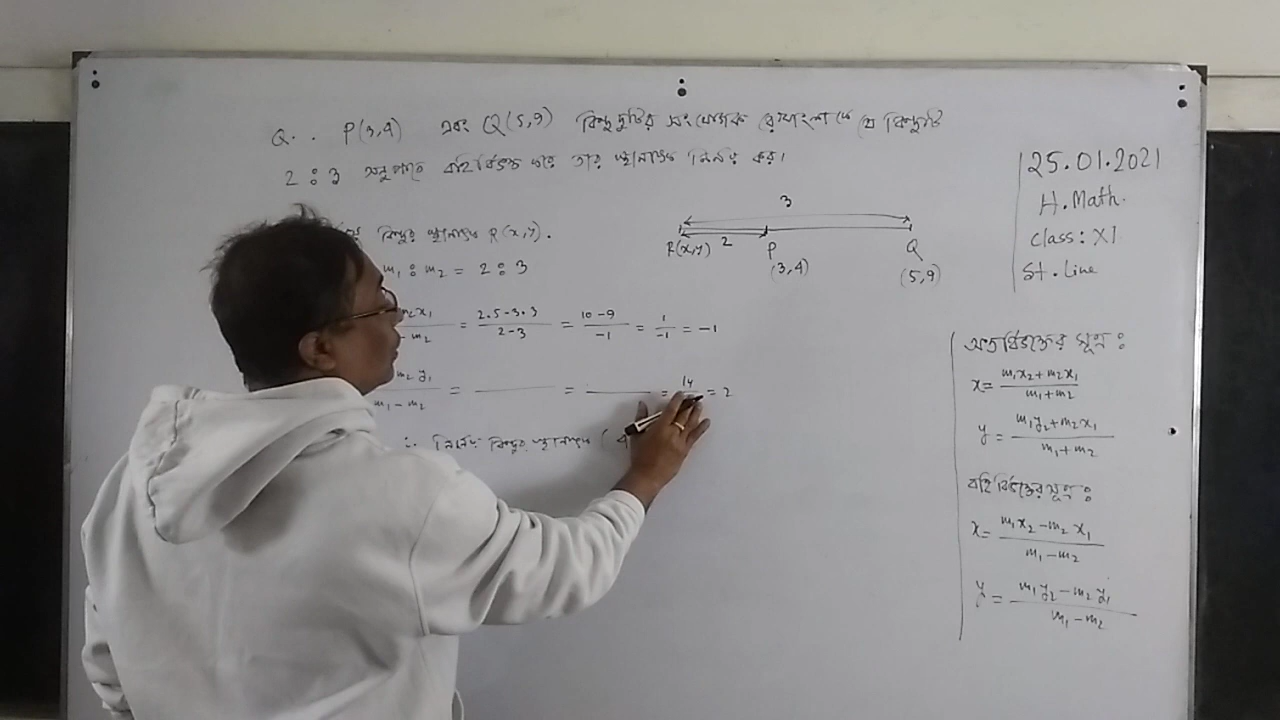 Q. . P(3,4) এবং Q(5,9) বিন্দুদুটির সংযোজক রেখাংশকে যে বিন্দুটি
2 : 3 অনুপাতে বহির্বিভক্ত করে তার স্থানাঙ্ক নির্ণয় কর।
বিন্দুর স্থানাঙ্ক R(x,y).
m₁ : m₂ = 2 : 3
m₂x₁ / - m₂ = 2.5-3.3 / 2-3 = 10-9 / -1 = 1 / -1 = -1
m₂ y₁ / m₁ - m₂ = = = 14 = 2
∴ নির্ণেয় বিন্দুর স্থানাঙ্ক (
3
R(x,y) 2 P Q
(3,4) (5,9)
25.01.2021
H. Math.
Class: XI
St. Line
অন্তর্বিভক্তের সূত্র :
x = m₁x₂ + m₂x₁ / m₁ + m₂
y = m₁y₂ + m₂x₁ / m₁ + m₂
বহির্বিভক্তের সূত্র :
x = m₁x₂ - m₂x₁ / m₁ - m₂
y = m₁y₂ - m₂y₁ / m₁ - m₂